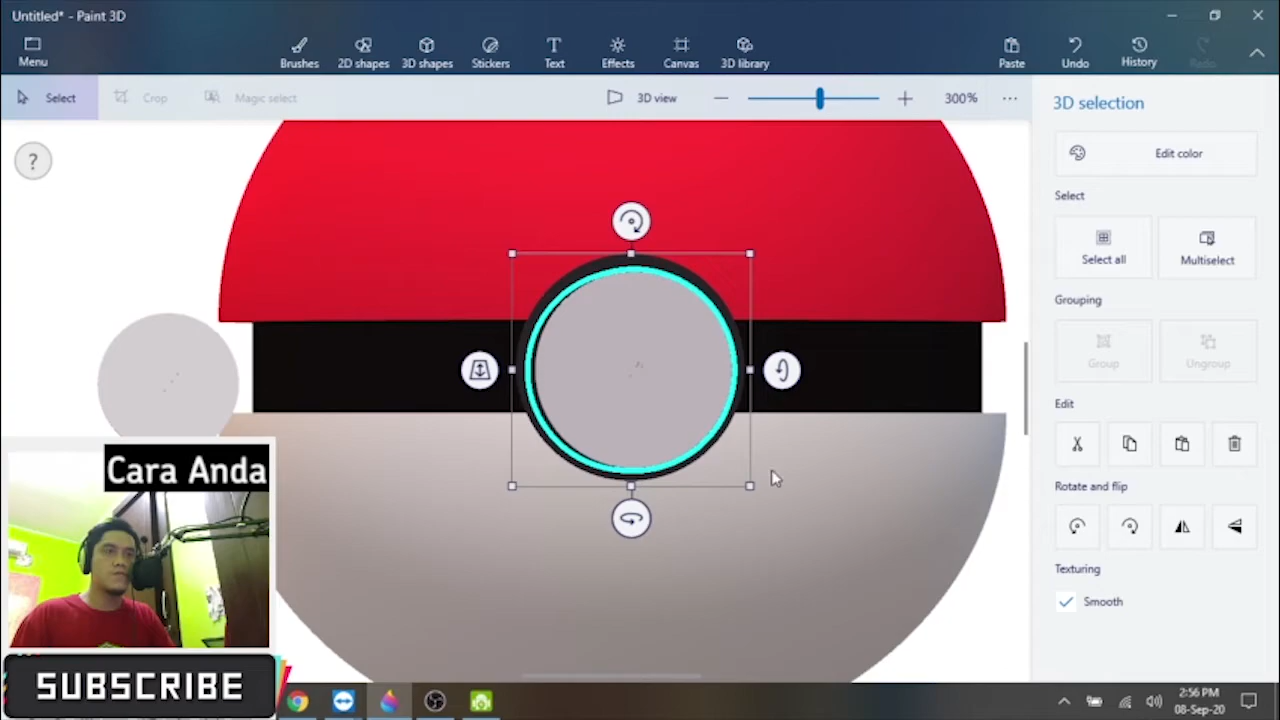 Untitled* - Paint 3D
Menu
Brushes
2D shapes
3D shapes
Stickers
Text
Effects
Canvas
3D library
Paste
Undo
History
Redo
Select
Crop
Magic select
3D view
300%
3D selection
?
Edit color
Select
Select all
Multiselect
Grouping
Group
Ungroup
Edit
Cara Anda
Rotate and flip
Texturing
Smooth
SUBSCRIBE
2:56 PM
08-Sep-20